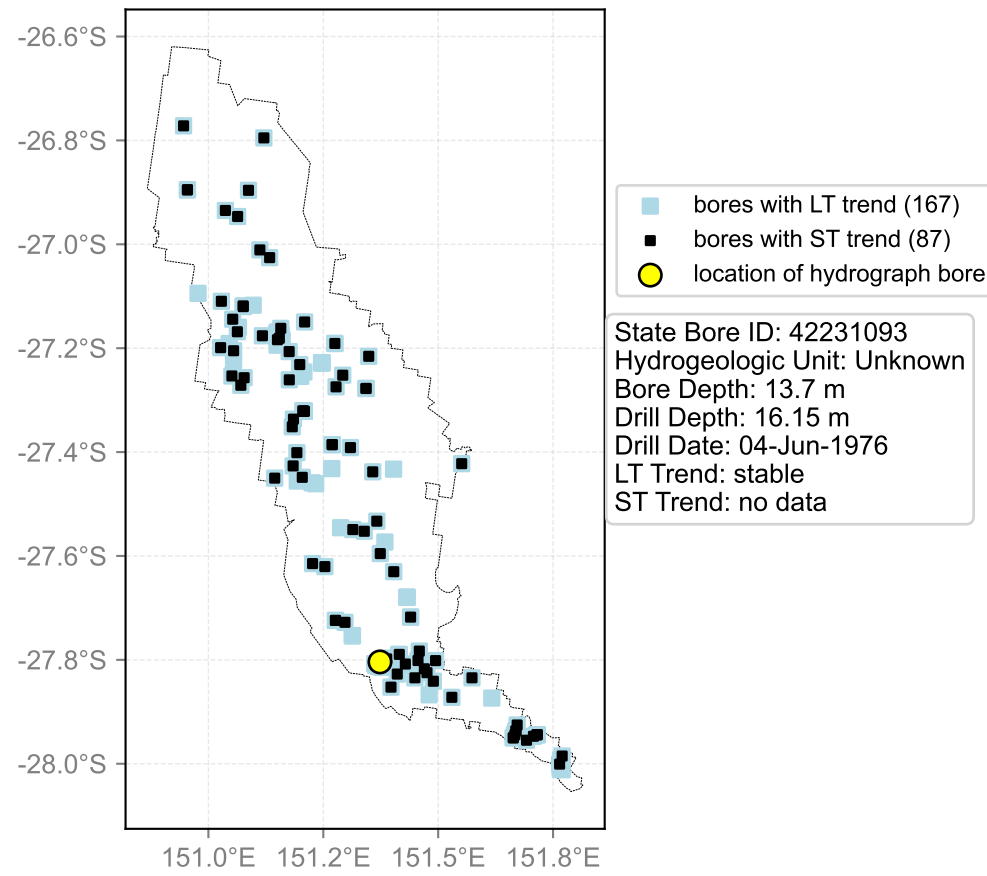 -26.6°S
-26.8°S
-27.0°S
-27.2°S
-27.4°S
-27.6°S
-27.8°S
-28.0°S
151.0°E
151.2°E
151.5°E
151.8°E
bores with LT trend (167)
bores with ST trend (87)
location of hydrograph bore
State Bore ID: 42231093
Hydrogeologic Unit: Unknown
Bore Depth: 13.7 m
Drill Depth: 16.15 m
Drill Date: 04-Jun-1976
LT Trend: stable
ST Trend: no data